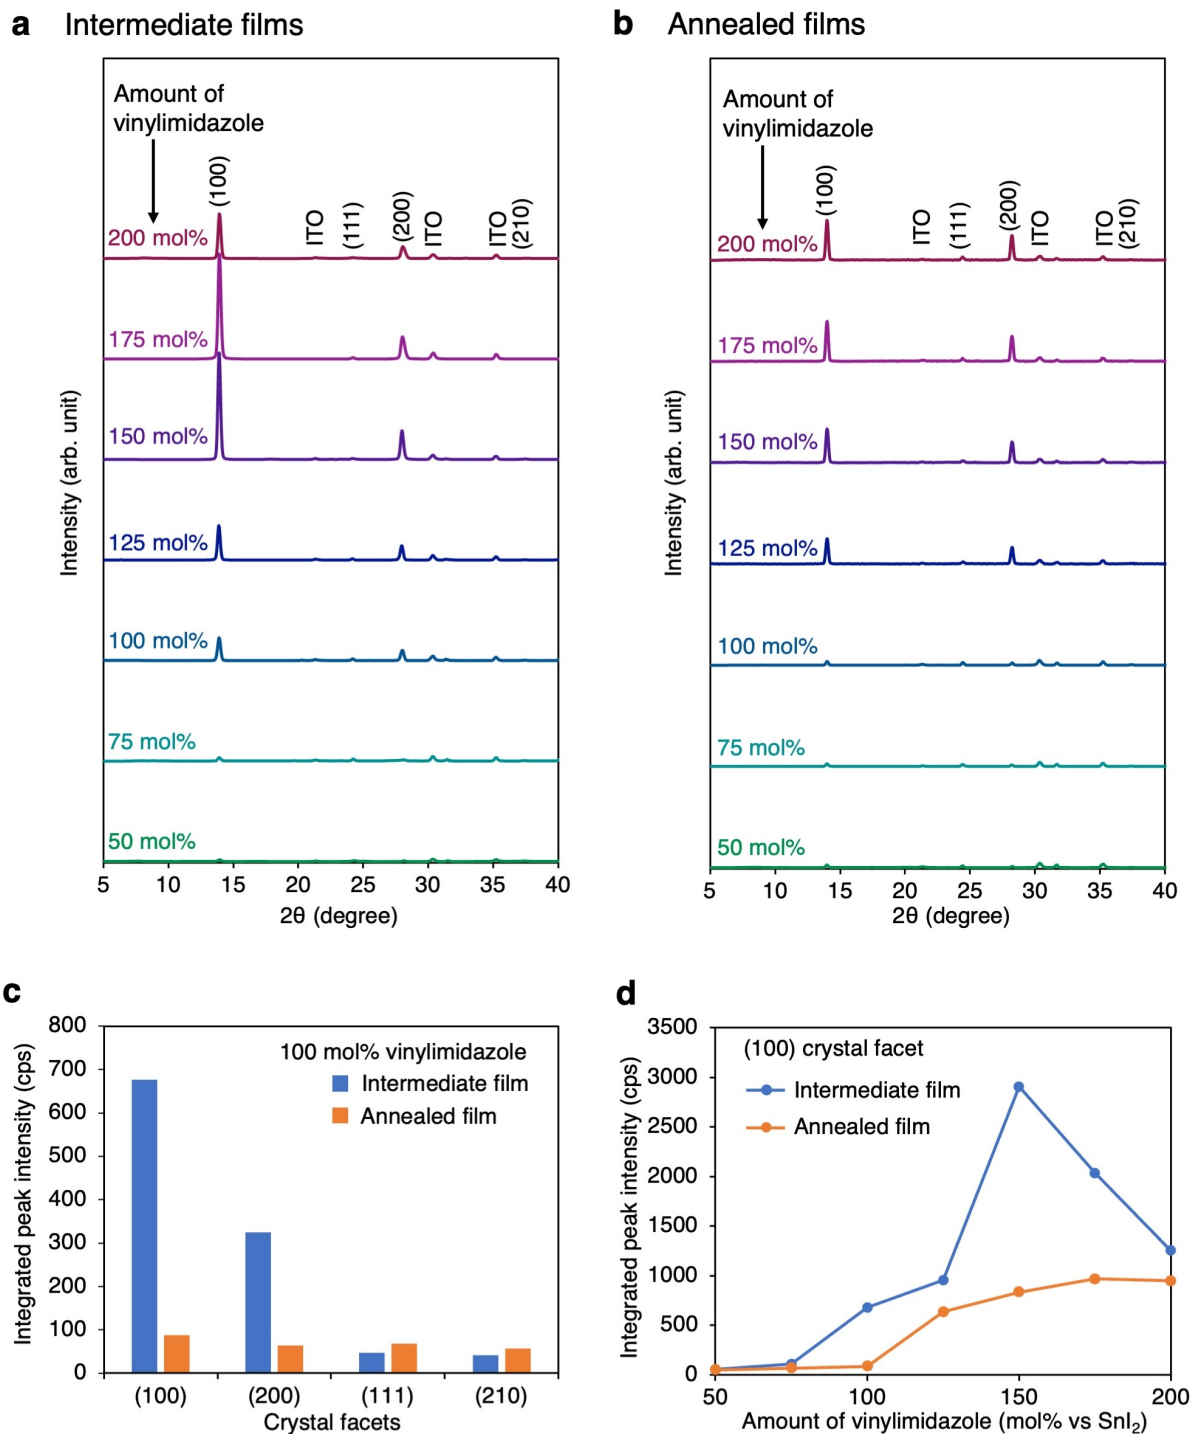 a Intermediate films
Amount of
vinylimidazole
(100)
ITO
(111)
(200)
ITO
ITO
(210)
200 mol%
175 mol%
150 mol%
125 mol%
100 mol%
75 mol%
50 mol%
Intensity (arb. unit)
5 10 15 20 25 30 35 40
2θ (degree)
b Annealed films
Amount of
vinylimidazole
(100)
ITO
(111)
(200)
ITO
ITO
(210)
200 mol%
175 mol%
150 mol%
125 mol%
100 mol%
75 mol%
50 mol%
Intensity (arb. unit)
5 10 15 20 25 30 35 40
2θ (degree)
c
800
700
600
500
400
300
200
100
0
Integrated peak intensity (cps)
100 mol% vinylimidazole
Intermediate film
Annealed film
(100) (200) (111) (210)
Crystal facets
d
3500
3000
2500
2000
1500
1000
500
0
Integrated peak intensity (cps)
(100) crystal facet
Intermediate film
Annealed film
50 100 150 200
Amount of vinylimidazole (mol% vs SnI₂)